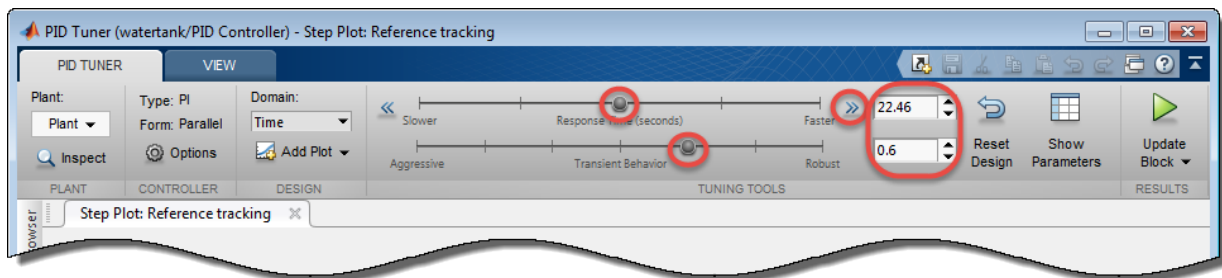 PID Tuner (watertank/PID Controller) - Step Plot: Reference tracking
PID TUNER VIEW
Plant: Type: PI Domain:
Plant Form: Parallel Time
Inspect Options Add Plot
Slower Response Time (seconds) Faster 22.46
Aggressive Transient Behavior Robust 0.6
Reset Design
Show Parameters
Update Block
PLANT CONTROLLER DESIGN TUNING TOOLS RESULTS
Step Plot: Reference tracking